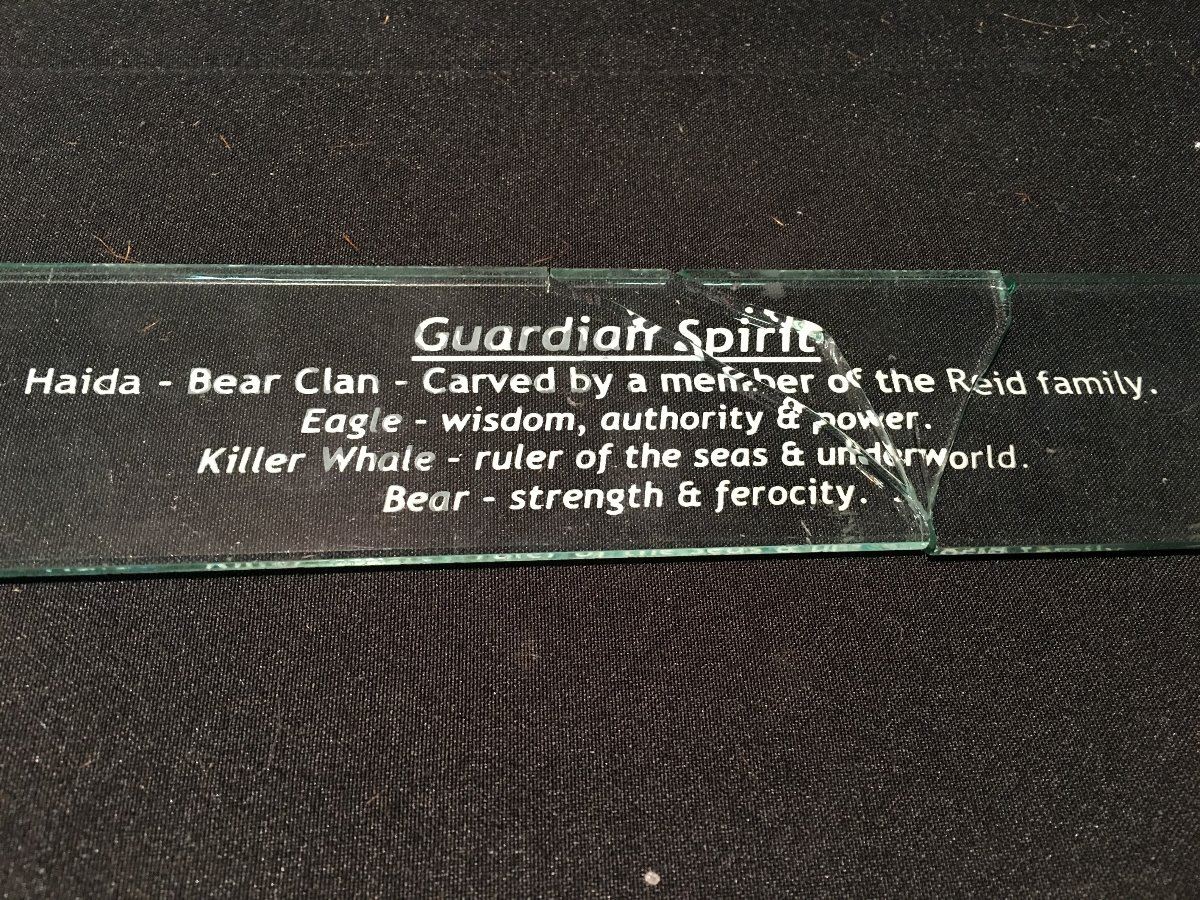 Guardian Spirit
Haida - Bear Clan - Carved by a member of the Reid family.
Eagle - wisdom, authority & power.
Killer Whale - ruler of the seas & underworld.
Bear - strength & ferocity.